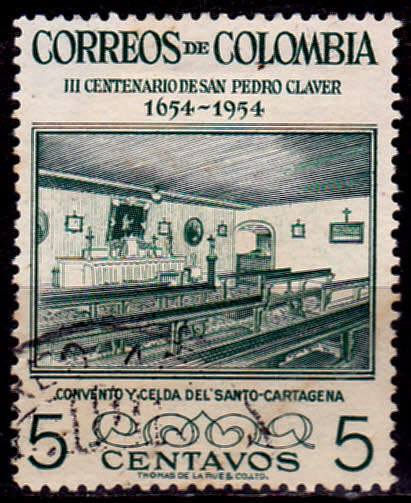 CORREOS DE COLOMBIA
III CENTENARIO DE SAN PEDRO CLAVER
1654~1954
CONVENTO Y CELDA DEL SANTO-CARTAGENA
5 CENTAVOS 5
THOMAS DE LA RUE & CO. LTD.